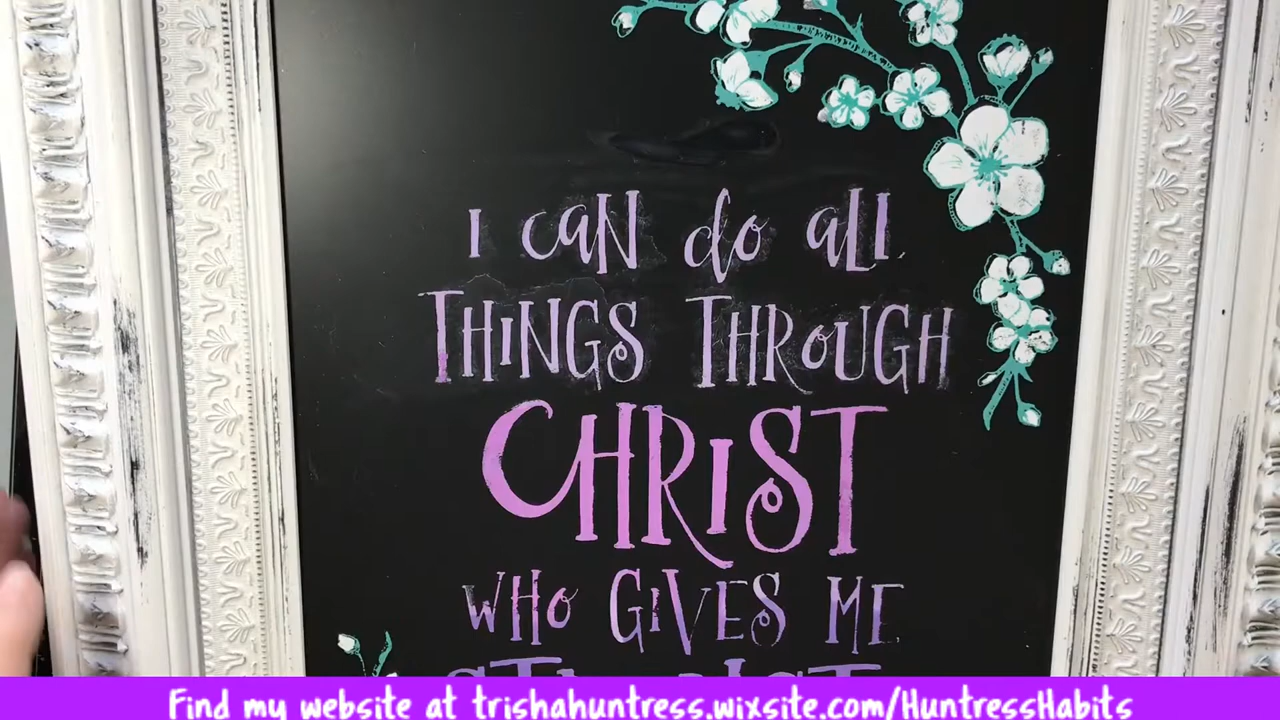 I can do all
THiNGS THROUGH
CHRiST
WHO GiVES ME
Find my website at trishahuntress.wixsite.com/HuntressHabits